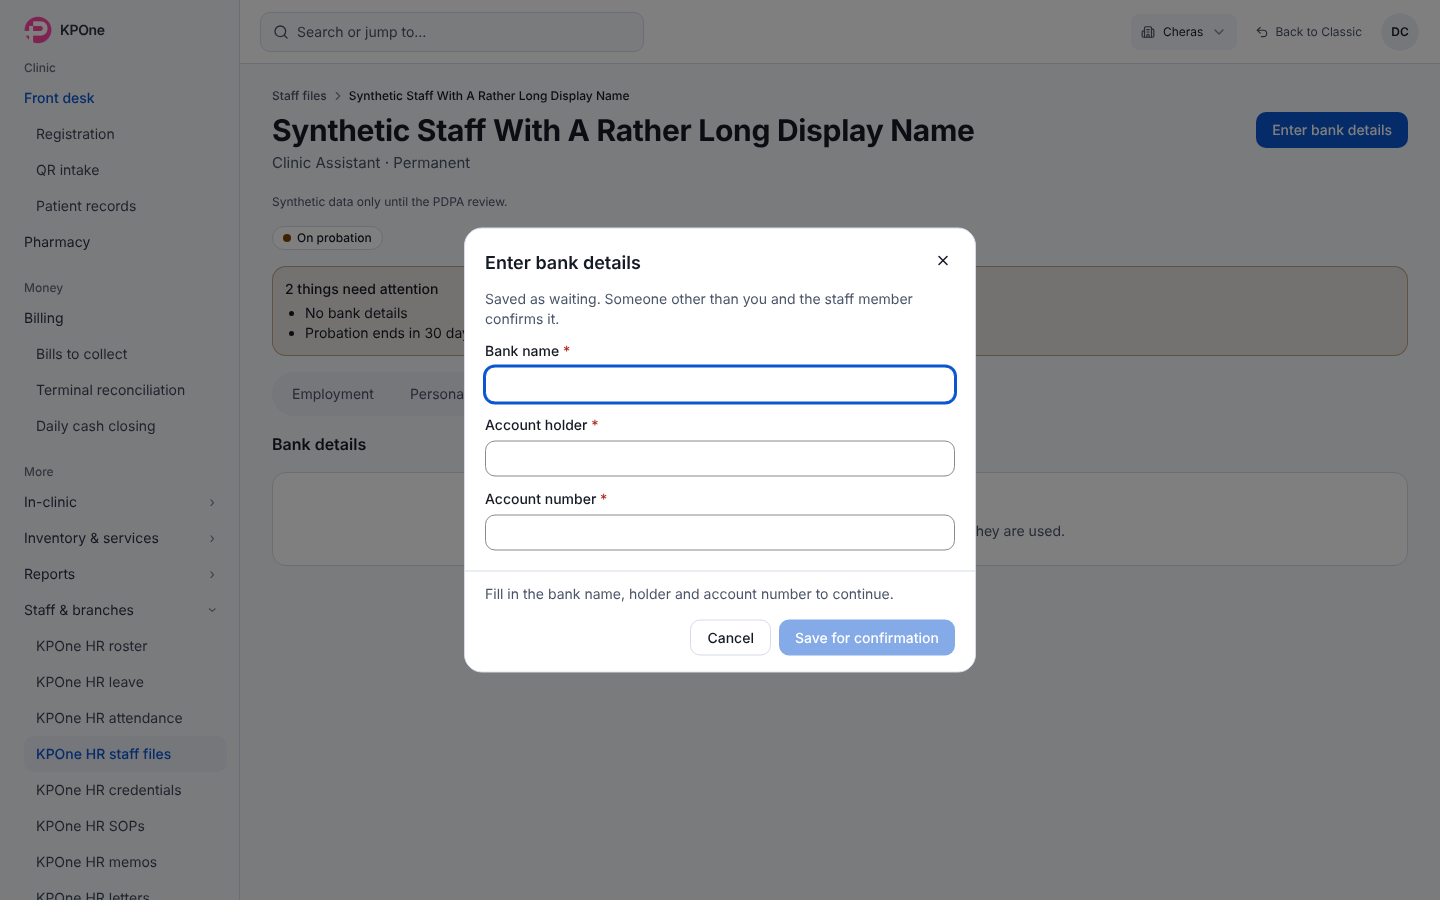 KPOne
Search or jump to...
Cheras
Back to Classic
DC
Clinic
Front desk
Registration
QR intake
Patient records
Pharmacy
Money
Billing
Bills to collect
Terminal reconciliation
Daily cash closing
More
In-clinic
Inventory & services
Reports
Staff & branches
KPOne HR roster
KPOne HR leave
KPOne HR attendance
KPOne HR staff files
KPOne HR credentials
KPOne HR SOPs
KPOne HR memos
KPOne HR letters
Staff files > Synthetic Staff With A Rather Long Display Name
Synthetic Staff With A Rather Long Display Name
Enter bank details
Clinic Assistant · Permanent
Synthetic data only until the PDPA review.
On probation
2 things need attention
• No bank details
• Probation ends in 30
Employment
Bank details
they are used.
Enter bank details
Saved as waiting. Someone other than you and the staff member
confirms it.
Bank name *
Account holder *
Account number *
Fill in the bank name, holder and account number to continue.
Cancel
Save for confirmation